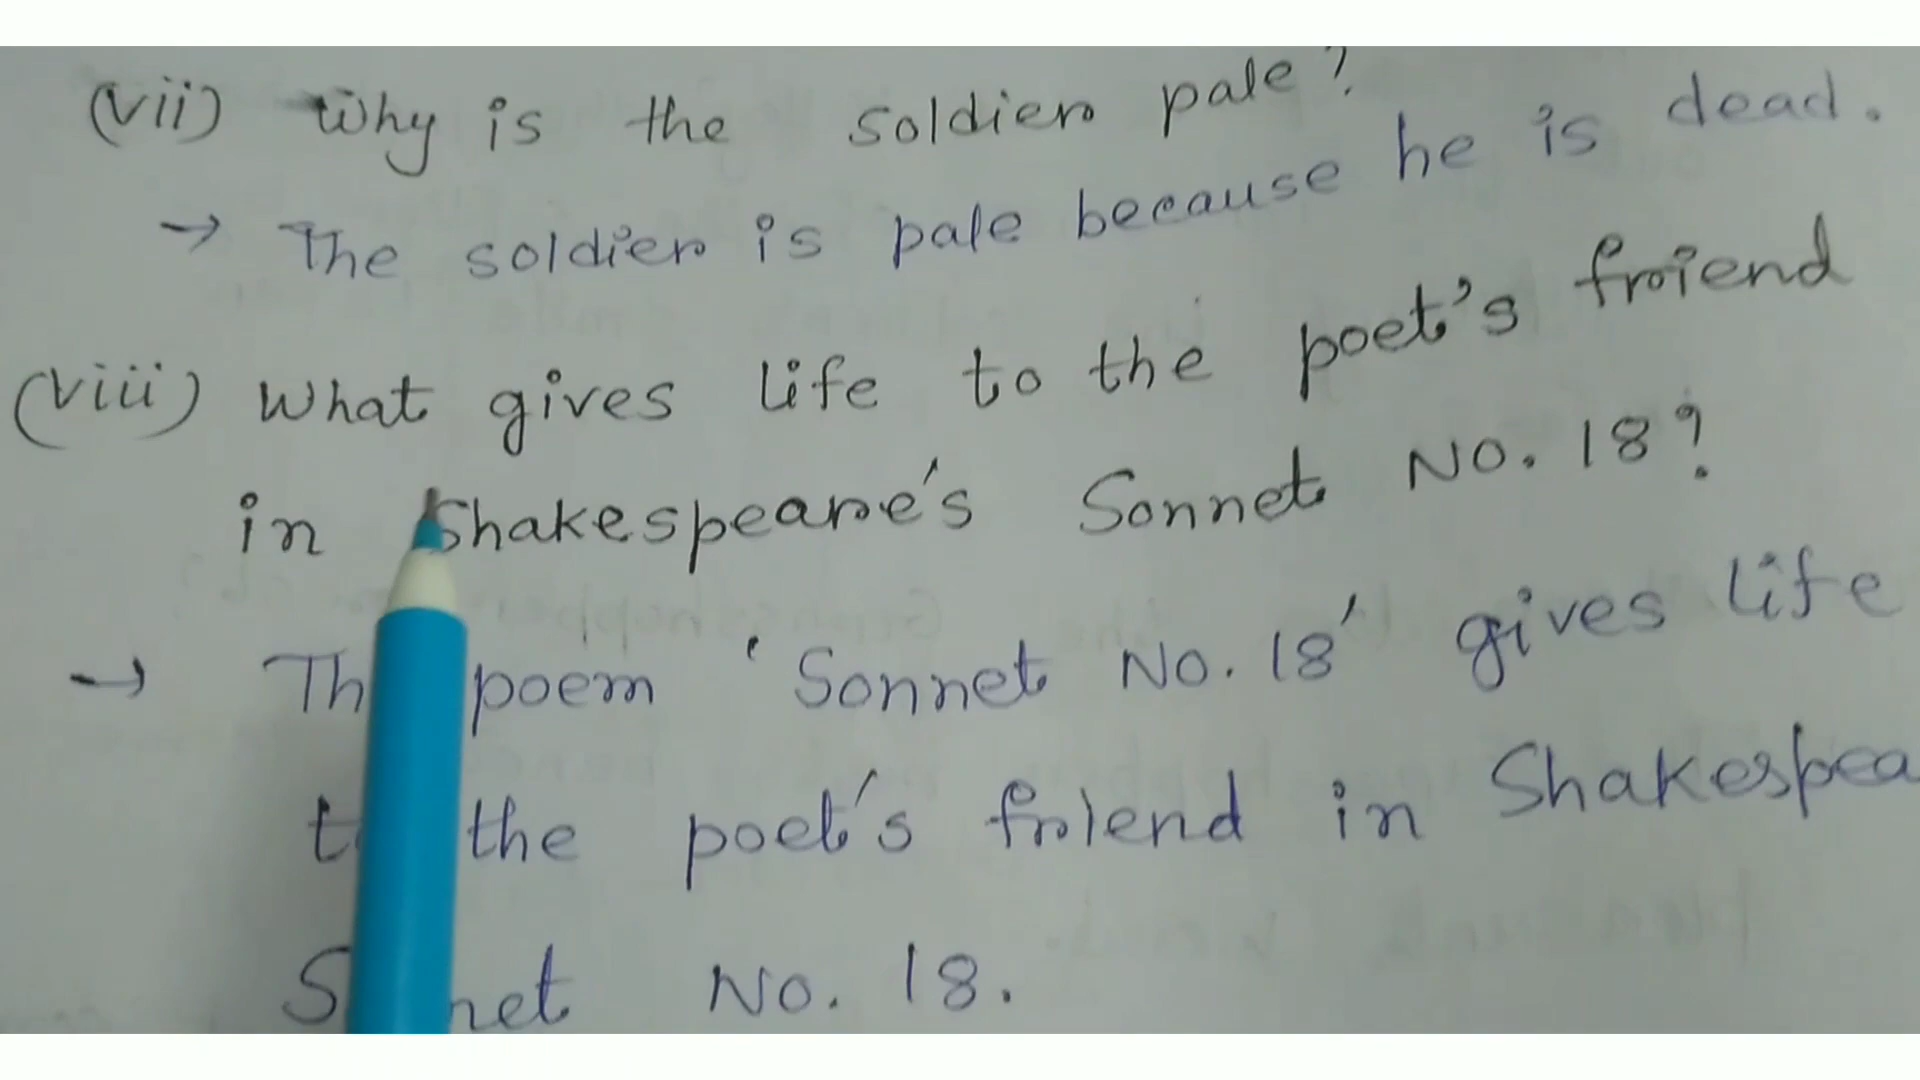 (vii) Why is the soldier pale?
→ The soldier is pale because he is dead.
(viii) What gives life to the poet's friend
in Shakespeare's Sonnet No. 18?
→ Th poem 'Sonnet No. 18' gives life
t the poet's friend in Shakespea
S net No. 18.